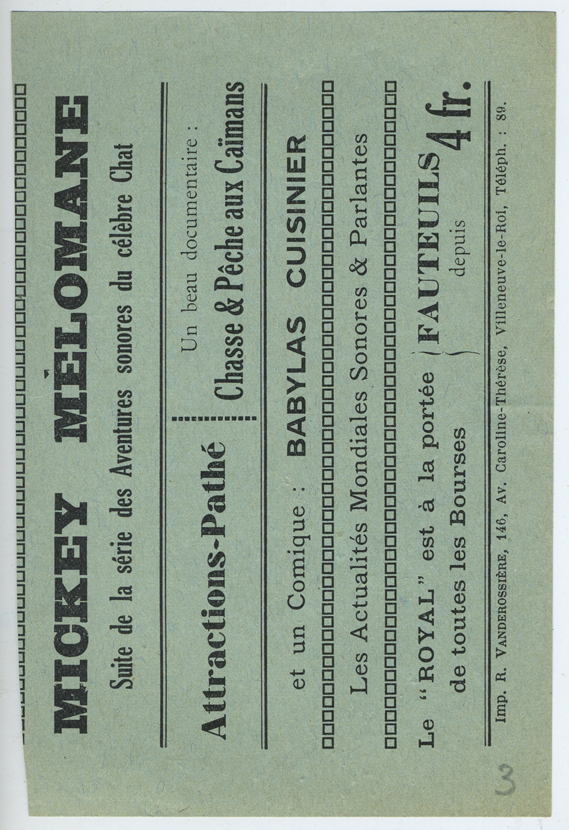 MICKEY MÉLOMANE
Suite de la série des Aventures sonores du célèbre Chat
Attractions-Pathé
Un beau documentaire :
Chasse & Pêche aux Caïmans
et un Comique : BABYLAS CUISINIER
Les Actualités Mondiales Sonores & Parlantes
Le “ROYAL” est à la portée
de toutes les Bourses
FAUTEUILS
depuis
4 fr.
Imp. R. VANDEROSSIÈRE, 146, Av. Caroline-Thérèse, Villeneuve-le-Roi, Téléph. : 89.
3